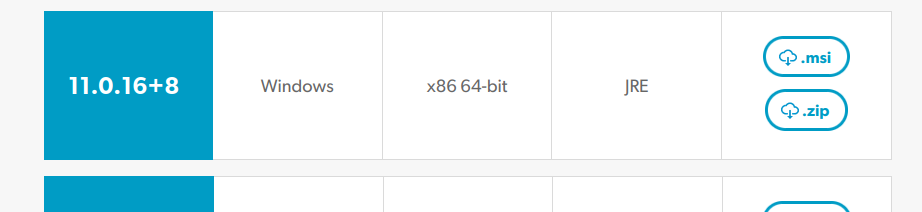 11.0.16+8
Windows
x86 64-bit
JRE
.msi
.zip